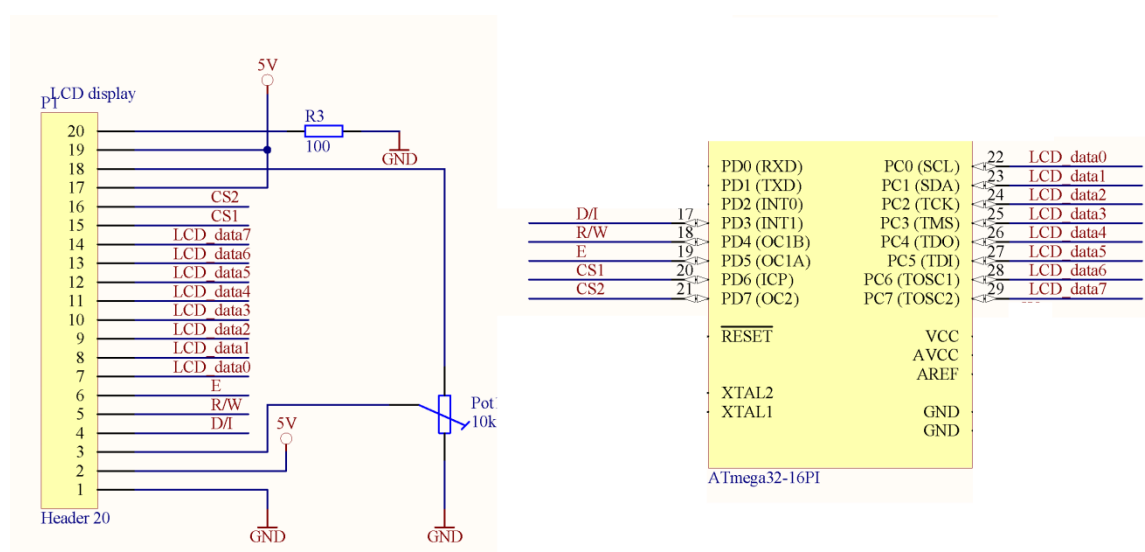 5V
LCD display
P1
R3
20
100
19
GND
18
17
CS2
16
CS1
15
LCD_data7
14
LCD_data6
13
LCD_data5
12
LCD_data4
11
LCD_data3
10
LCD_data2
9
LCD_data1
8
LCD_data0
7
E
6
R/W
5
D/I
4
5V
3
2
1
Pot1
10k
Header 20
GND
GND
PD0 (RXD)
PD1 (TXD)
PD2 (INT0)
D/I 17 PD3 (INT1)
R/W 18 PD4 (OC1B)
E 19 PD5 (OC1A)
CS1 20 PD6 (ICP)
CS2 21 PD7 (OC2)
RESET
XTAL2
XTAL1
PC0 (SCL) 22 LCD_data0
PC1 (SDA) 23 LCD_data1
PC2 (TCK) 24 LCD_data2
PC3 (TMS) 25 LCD_data3
PC4 (TDO) 26 LCD_data4
PC5 (TDI) 27 LCD_data5
PC6 (TOSC1) 28 LCD_data6
PC7 (TOSC2) 29 LCD_data7
VCC
AVCC
AREF
GND
GND
ATmega32-16PI